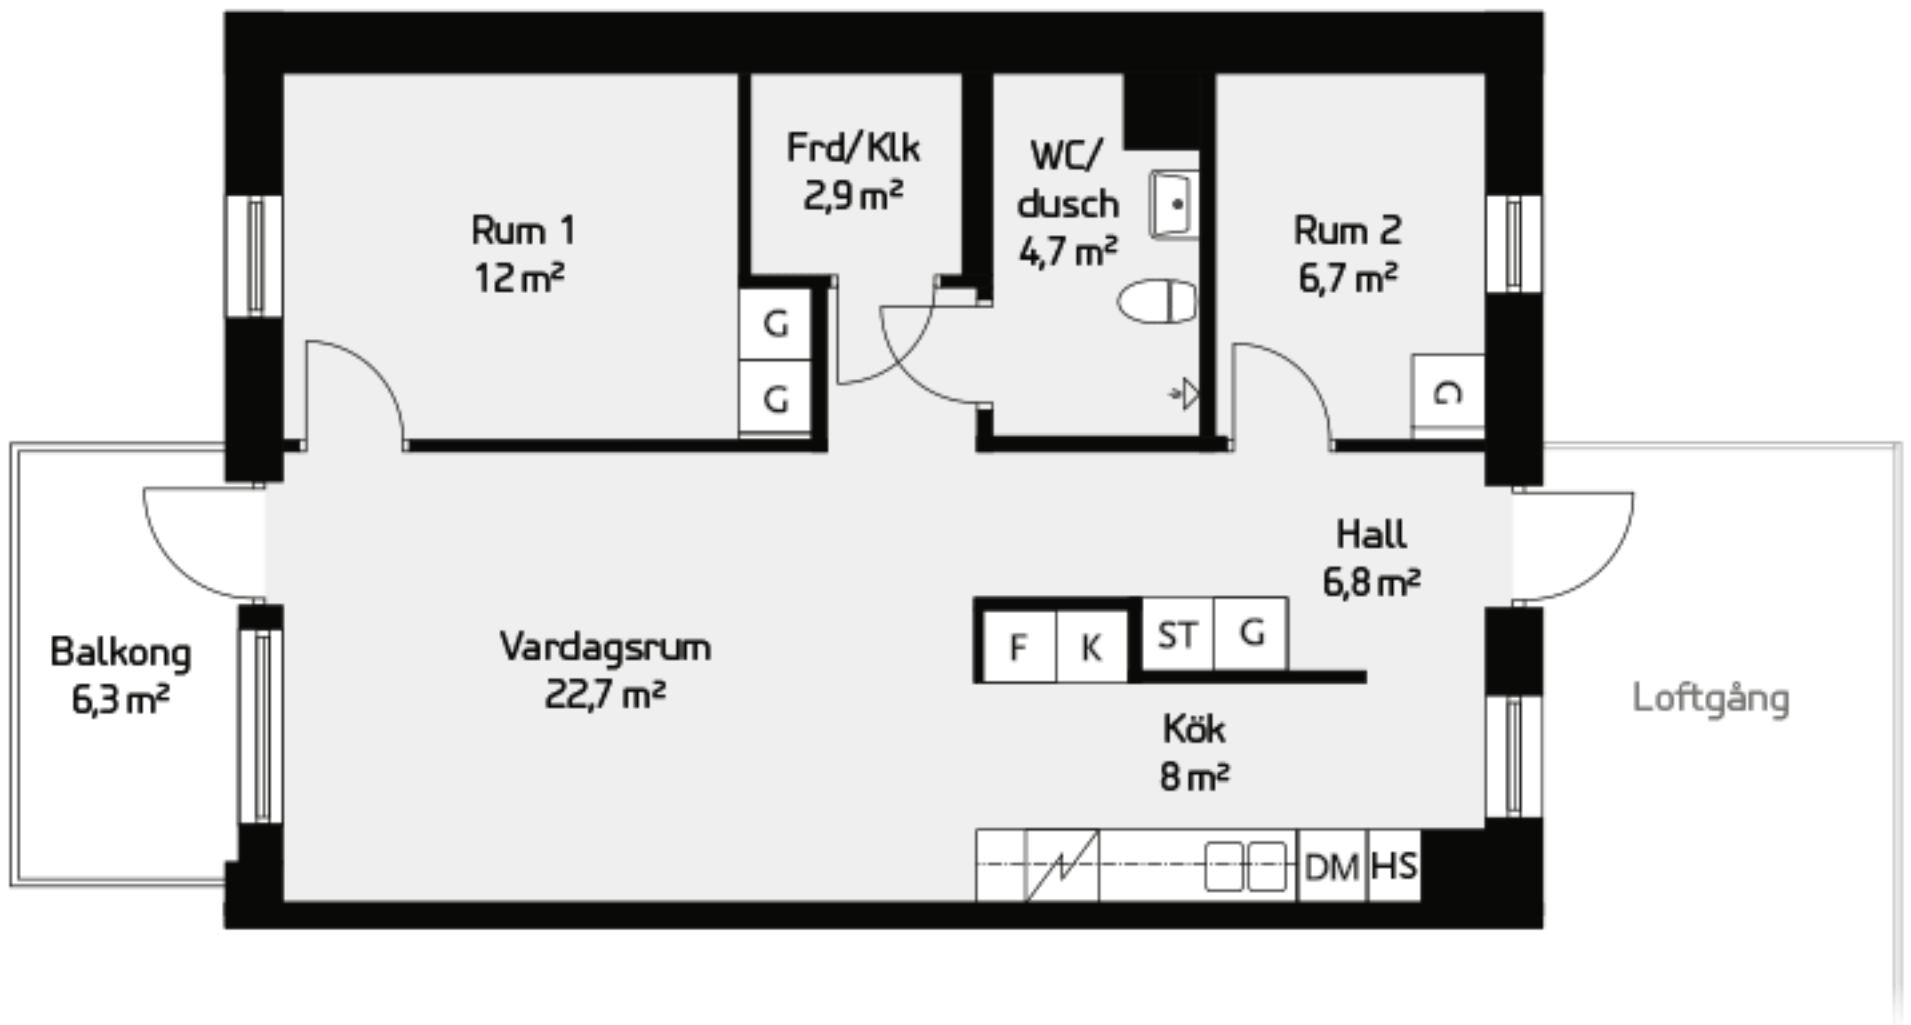 Frd/Klk
2,9 m²
WC/
dusch
4,7 m²
Rum 1
12 m²
Rum 2
6,7 m²
G
G
G
Hall
6,8 m²
Balkong
6,3 m²
Vardagsrum
22,7 m²
F K ST G
Loftgång
Kök
8 m²
DM HS